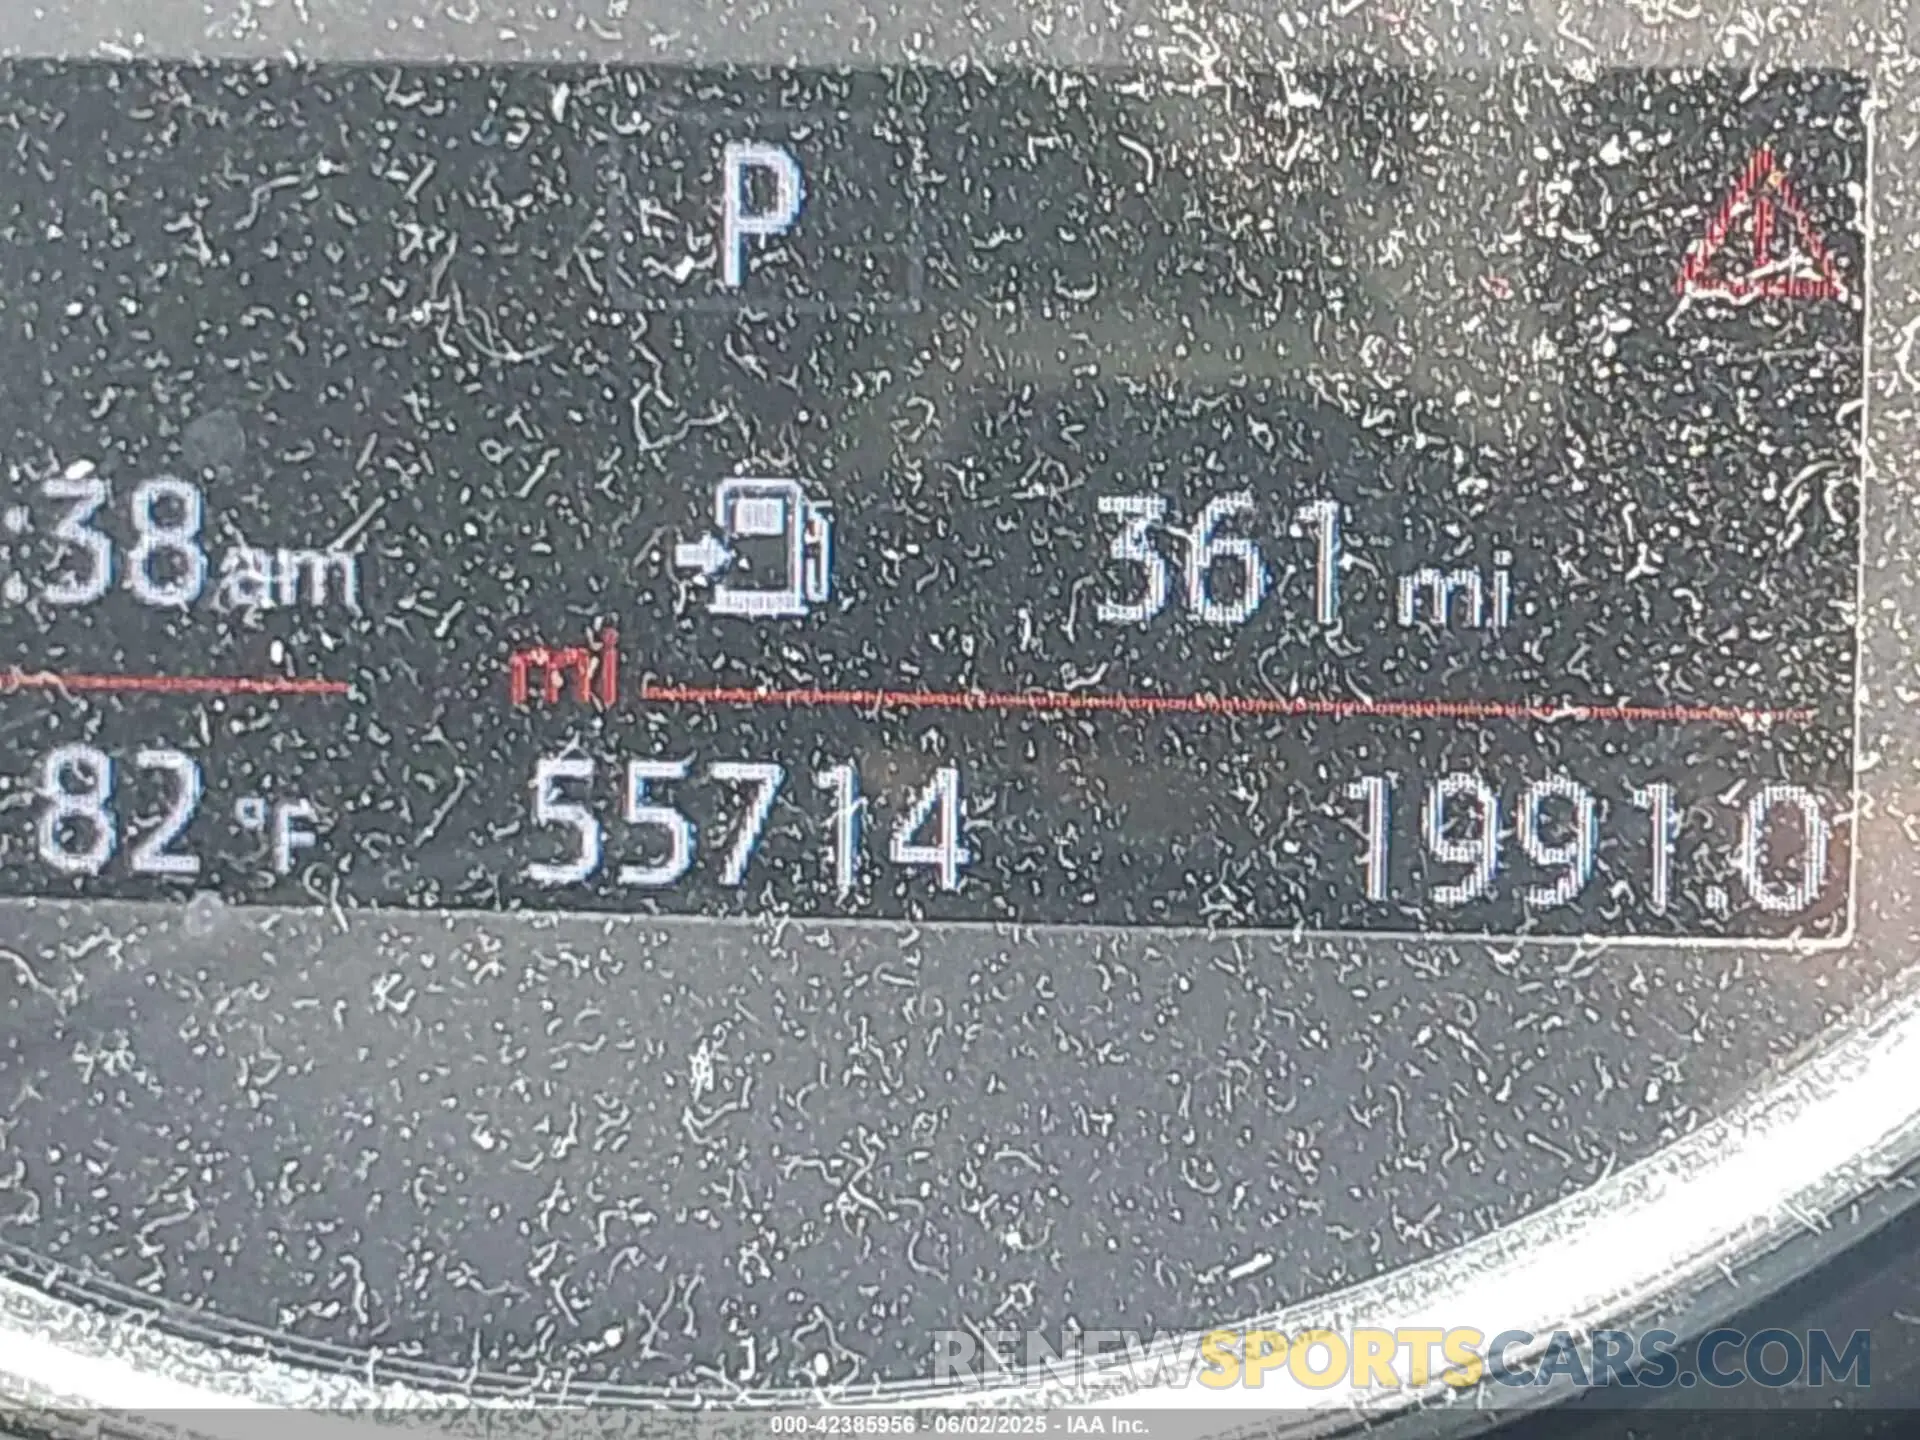 P
:38am 361 mi
mi
82 °F 55714 1991.0
RENEWSPORTSCARS.COM
000-42385956 - 06/02/2025 - IAA Inc.